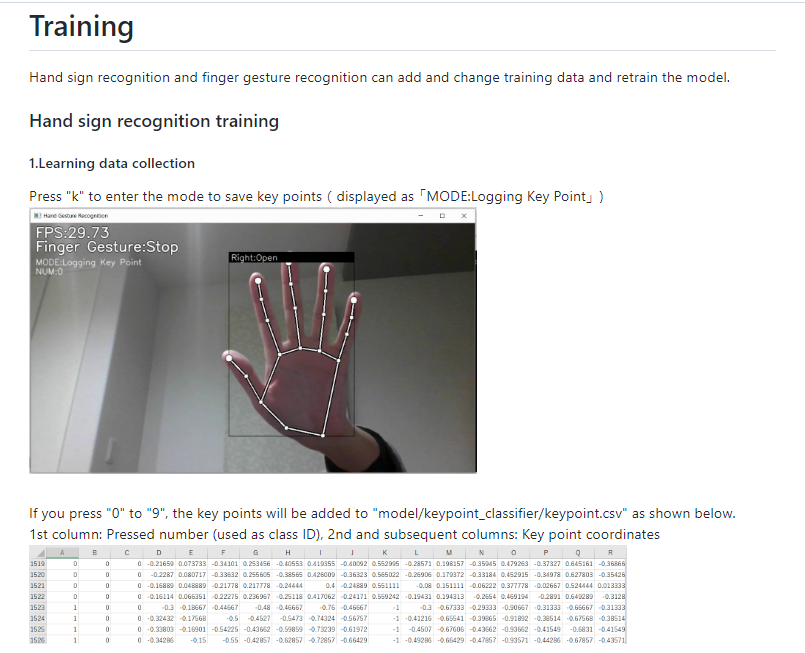 Training
Hand sign recognition and finger gesture recognition can add and change training data and retrain the model.
Hand sign recognition training
1.Learning data collection
Press "k" to enter the mode to save key points ( displayed as 「MODE:Logging Key Point」 )
Hand Gesture Recognition
FPS:29.73
Finger Gesture:Stop
MODE:Logging Key Point
NUM:0
Right:Open
If you press "0" to "9", the key points will be added to "model/keypoint_classifier/keypoint.csv" as shown below.
1st column: Pressed number (used as class ID), 2nd and subsequent columns: Key point coordinates
A B C D E F G H I J K L M N O P Q R
1519 0 0 0 -0.21659 0.073733 -0.34101 0.253456 -0.40553 0.419355 -0.40092 0.552995 -0.28571 0.198157 -0.35945 0.479263 -0.37327 0.645161 -0.36866
1520 0 0 0 -0.2287 0.080717 -0.33632 0.255605 -0.38565 0.426009 -0.36323 0.565022 -0.26906 0.179372 -0.33184 0.452915 -0.34978 0.627803 -0.35426
1521 0 0 0 -0.16889 0.048889 -0.21778 0.217778 -0.24444 0.4 -0.24889 0.551111 -0.08 0.151111 -0.06222 0.377778 -0.02667 0.524444 0.013333
1522 0 0 0 -0.16114 0.066351 -0.22275 0.236967 -0.25118 0.417062 -0.24171 0.559242 -0.19431 0.194313 -0.2654 0.469194 -0.2891 0.649289 -0.3128
1523 1 0 0 -0.3 -0.18667 -0.44667 -0.48 -0.46667 -0.76 -0.46667 -1 -0.3 -0.67333 -0.29333 -0.90667 -0.31333 -0.66667 -0.31333
1524 1 0 0 -0.32432 -0.17568 -0.5 -0.4527 -0.5473 -0.74324 -0.56757 -1 -0.41216 -0.65541 -0.39865 -0.91892 -0.38514 -0.67568 -0.38514
1525 1 0 0 -0.33803 -0.16901 -0.54225 -0.43662 -0.59859 -0.73239 -0.61972 -1 -0.4507 -0.67606 -0.43662 -0.93662 -0.41549 -0.6831 -0.41549
1526 1 0 0 -0.34286 -0.15 -0.55 -0.42857 -0.62857 -0.72857 -0.66429 -1 -0.49286 -0.66429 -0.47857 -0.93571 -0.44286 -0.67857 -0.43571